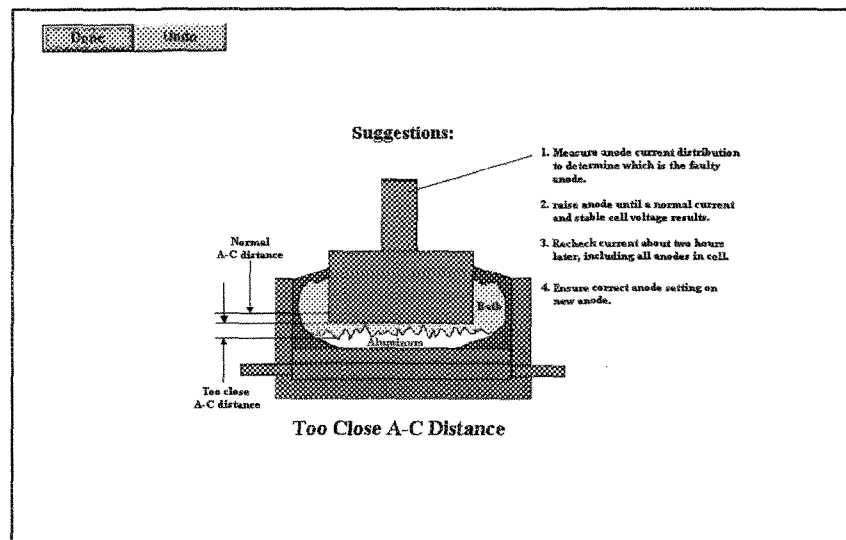 Done
Undo
Suggestions:
1. Measure anode current distribution
to determine which is the faulty
anode.
2. raise anode until a normal current
and stable cell voltage results.
3. Recheck current about two hours
later, including all anodes in cell.
4. Ensure correct anode setting on
new anode.
Normal
A-C distance
Bath
Aluminum
Too close
A-C distance
Too Close A-C Distance